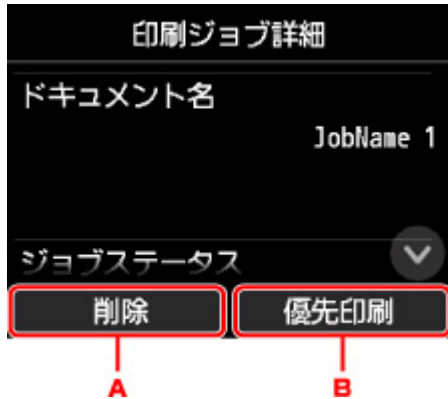 印刷ジョブ詳細
ドキュメント名
JobName 1
ジョブステータス
削除
優先印刷
A
B